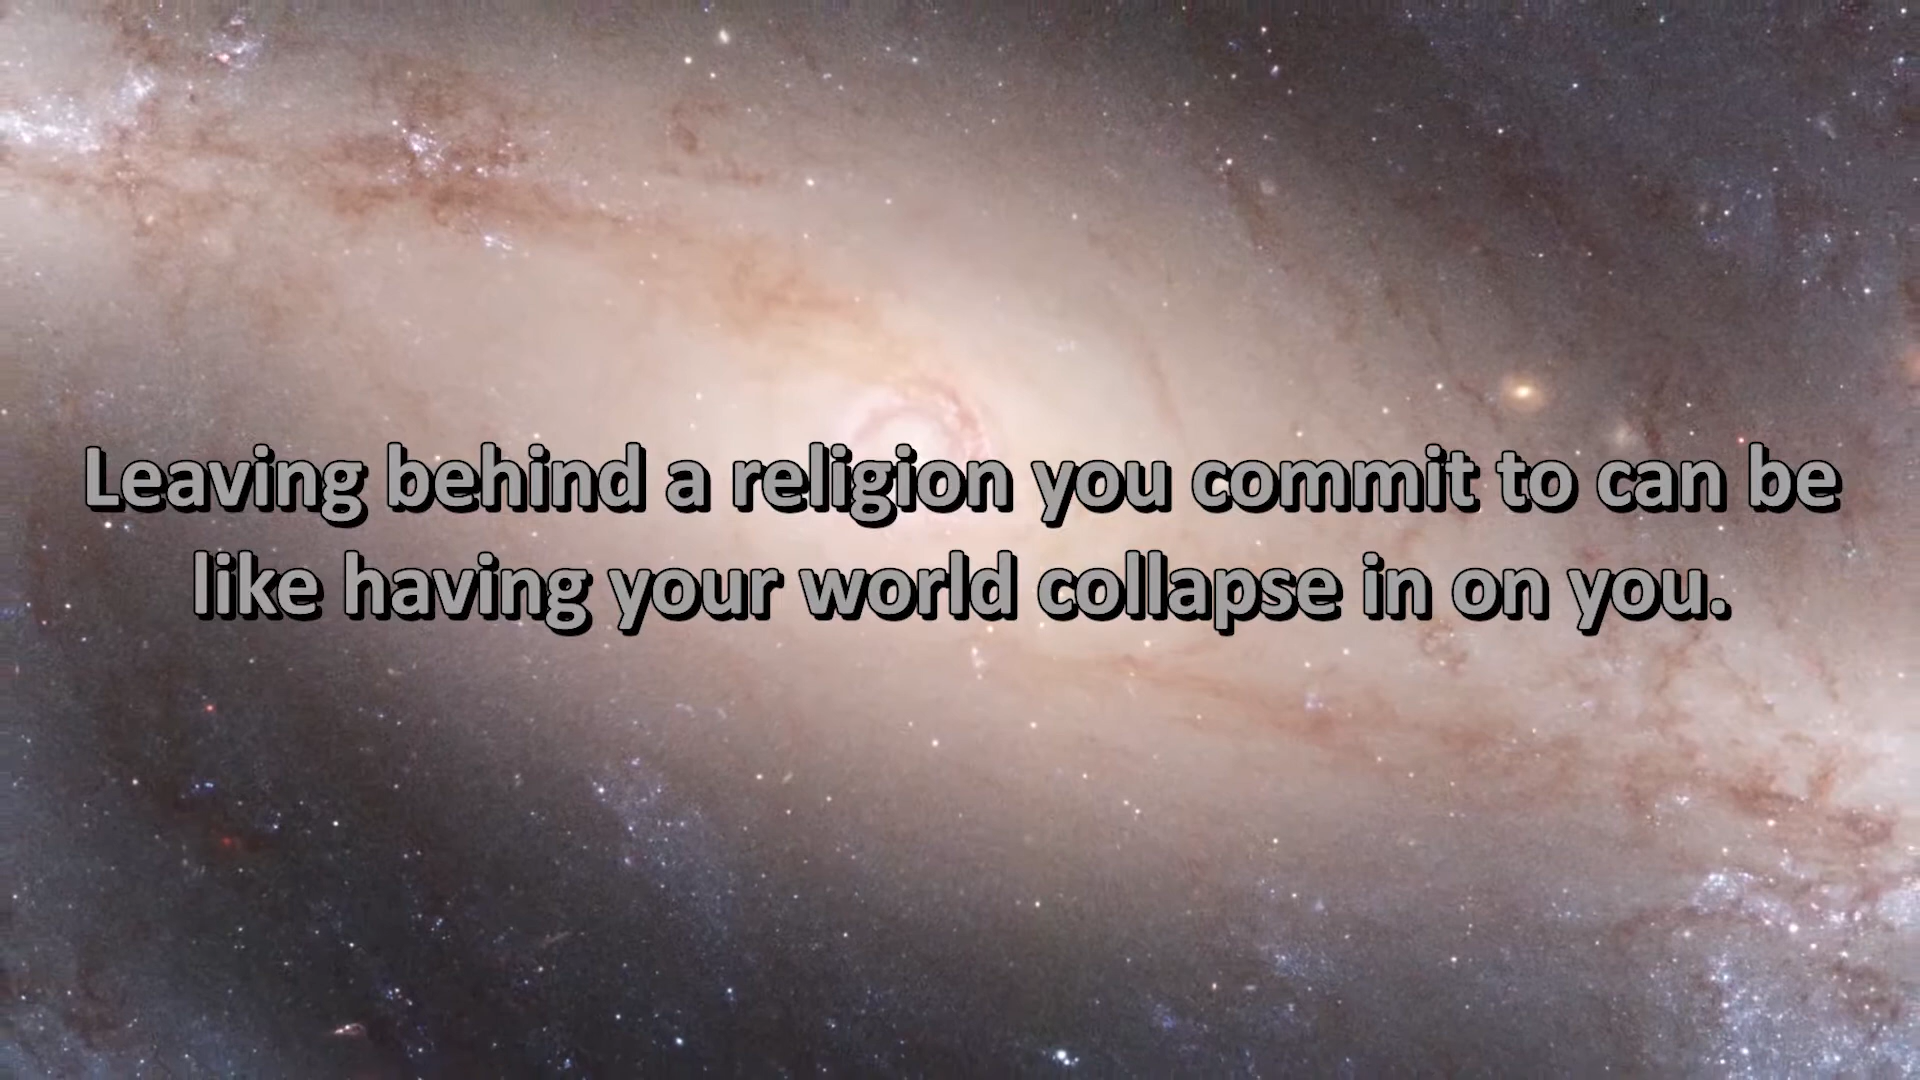 Leaving behind a religion you commit to can be
like having your world collapse in on you.